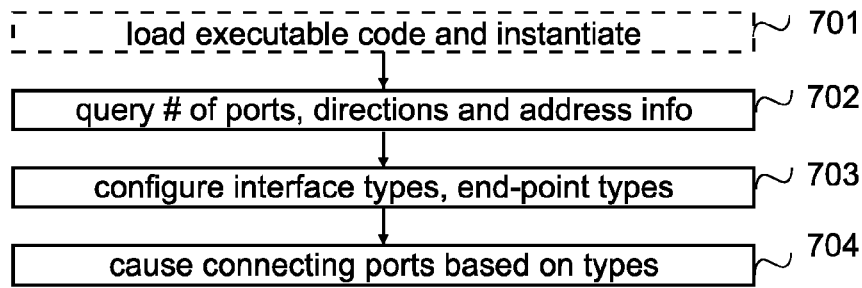 load executable code and instantiate 701
query # of ports, directions and address info 702
configure interface types, end-point types 703
cause connecting ports based on types 704